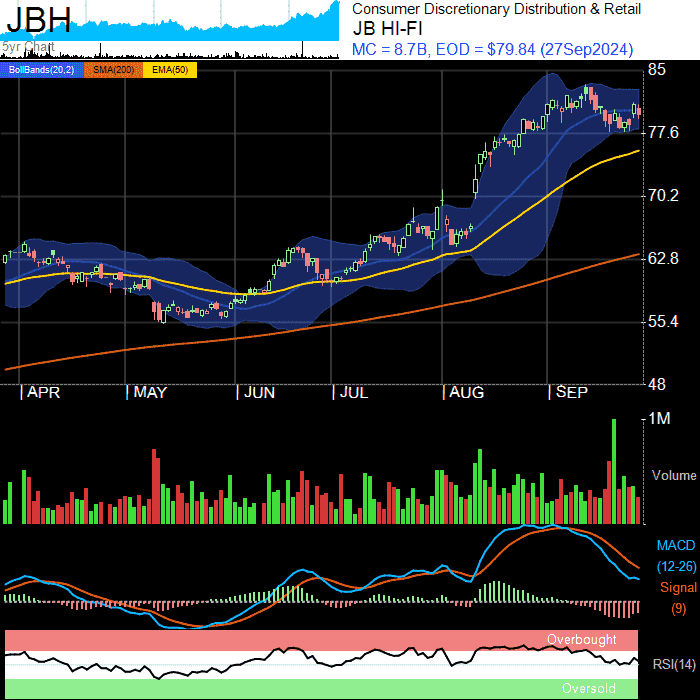 JBH
5yr Chart
Consumer Discretionary Distribution & Retail
JB HI-FI
MC = 8.7B, EOD = $79.84 (27Sep2024)
BollBands(20,2) SMA(200) EMA(50)
85
77.6
70.2
62.8
55.4
48
APR MAY JUN JUL AUG SEP
1M
Volume
MACD
(12-26)
Signal
(9)
Overbought
RSI(14)
Oversold